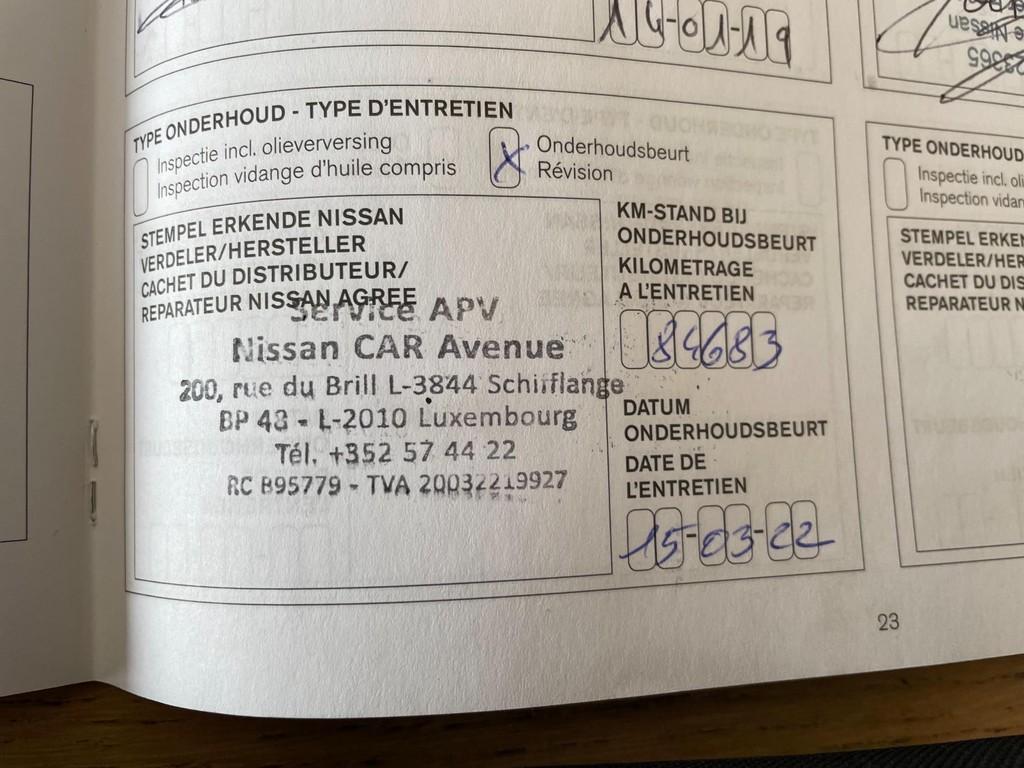 14-01-19
Nissan
TYPE ONDERHOUD - TYPE D'ENTRETIEN
Inspectie incl. olieverversing
Inspection vidange d'huile compris
X
Onderhoudsbeurt
Révision
STEMPEL ERKENDE NISSAN
VERDELER/HERSTELLER
CACHET DU DISTRIBUTEUR/
REPARATEUR NISSAN AGREE
Service APV
Nissan CAR Avenue
200, rue du Brill L-3844 Schifflange
BP 48 - L-2010 Luxembourg
Tél. +352 57 44 22
RC B95779 - TVA 20032219927
KM-STAND BIJ
ONDERHOUDSBEURT
KILOMETRAGE
A L'ENTRETIEN
84683
DATUM
ONDERHOUDSBEURT
DATE DE
L'ENTRETIEN
15-03-22
TYPE ONDERHOUD
Inspectie incl. oli
Inspection vidan
STEMPEL ERKEN
VERDELER/HER
CACHET DU DIS
REPARATEUR N
23